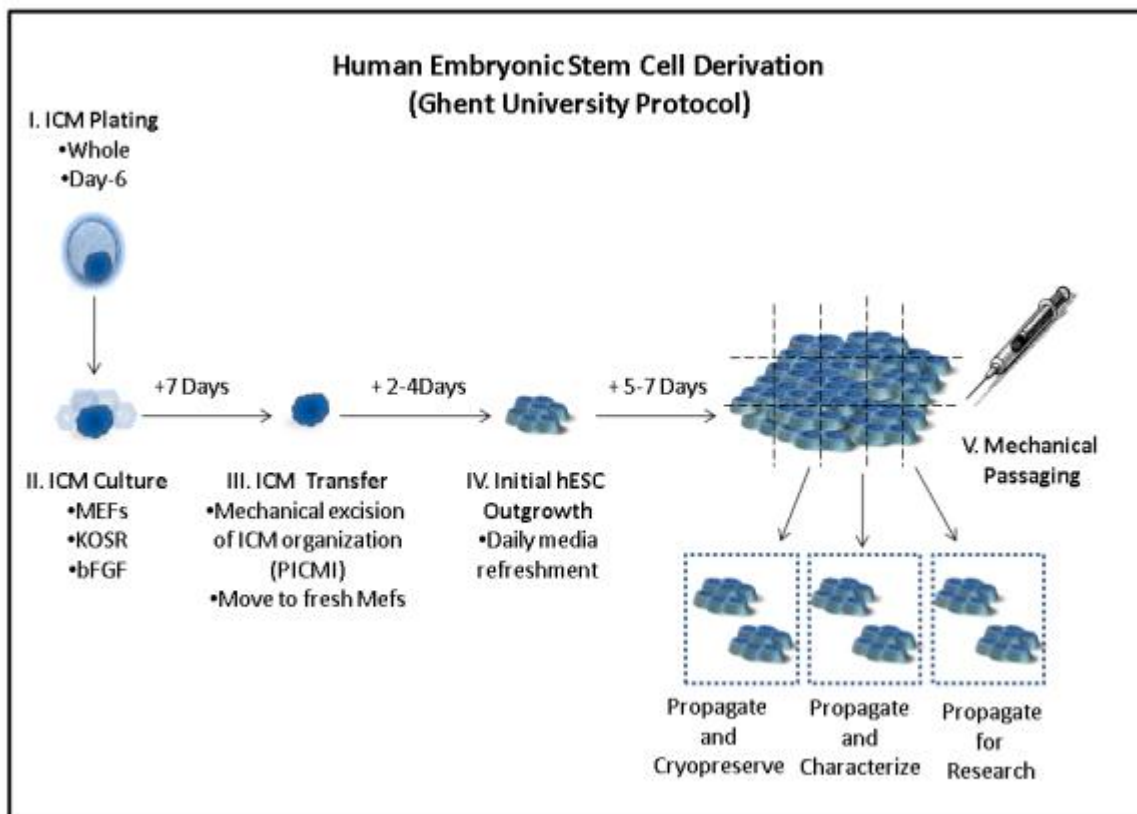 Human Embryonic Stem Cell Derivation
(Ghent University Protocol)
I. ICM Plating
•Whole
•Day-6
+7 Days
+ 2-4Days
+ 5-7 Days
II. ICM Culture
•MEFs
•KOSR
•bFGF
III. ICM Transfer
•Mechanical excision
of ICM organization
(PICMI)
•Move to fresh Mefs
IV. Initial hESC
Outgrowth
•Daily media
refreshment
V. Mechanical
Passaging
Propagate
and
Cryopreserve
Propagate
and
Characterize
Propagate
for
Research